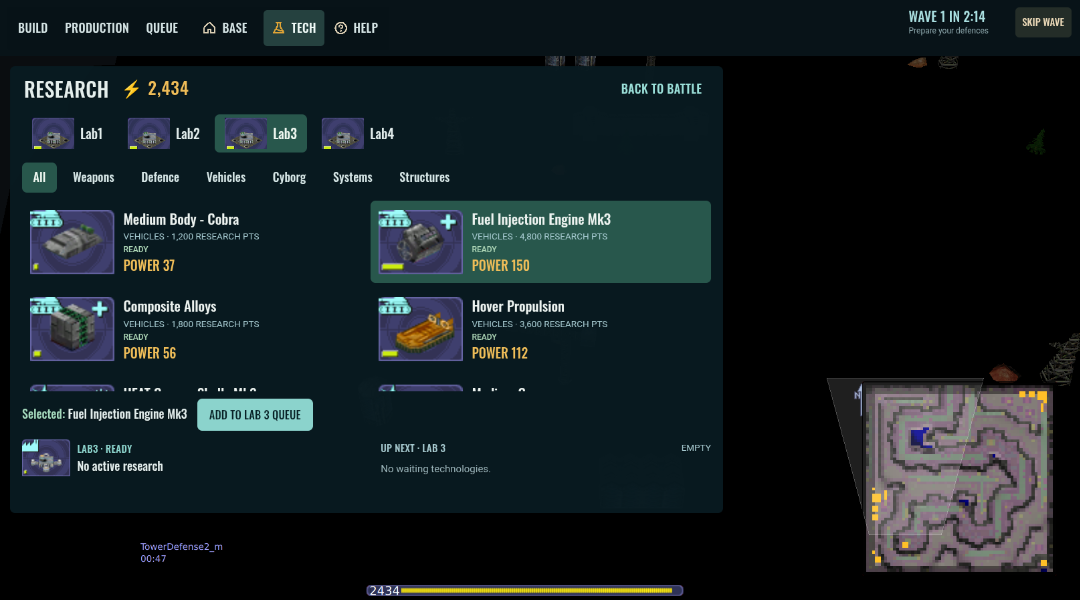 BUILD PRODUCTION QUEUE BASE TECH HELP
WAVE 1 IN 2:14
Prepare your defences
SKIP WAVE
RESEARCH 2,434
BACK TO BATTLE
Lab1 Lab2 Lab3 Lab4
All Weapons Defence Vehicles Cyborg Systems Structures
Medium Body - Cobra
VEHICLES · 1,200 RESEARCH PTS
READY
POWER 37
Fuel Injection Engine Mk3
VEHICLES · 4,800 RESEARCH PTS
READY
POWER 150
Composite Alloys
VEHICLES · 1,800 RESEARCH PTS
READY
POWER 56
Hover Propulsion
VEHICLES · 3,600 RESEARCH PTS
READY
POWER 112
Selected: Fuel Injection Engine Mk3
ADD TO LAB 3 QUEUE
LAB3 · READY
No active research
UP NEXT · LAB 3
EMPTY
No waiting technologies.
N
TowerDefense2_m
00:47
2434